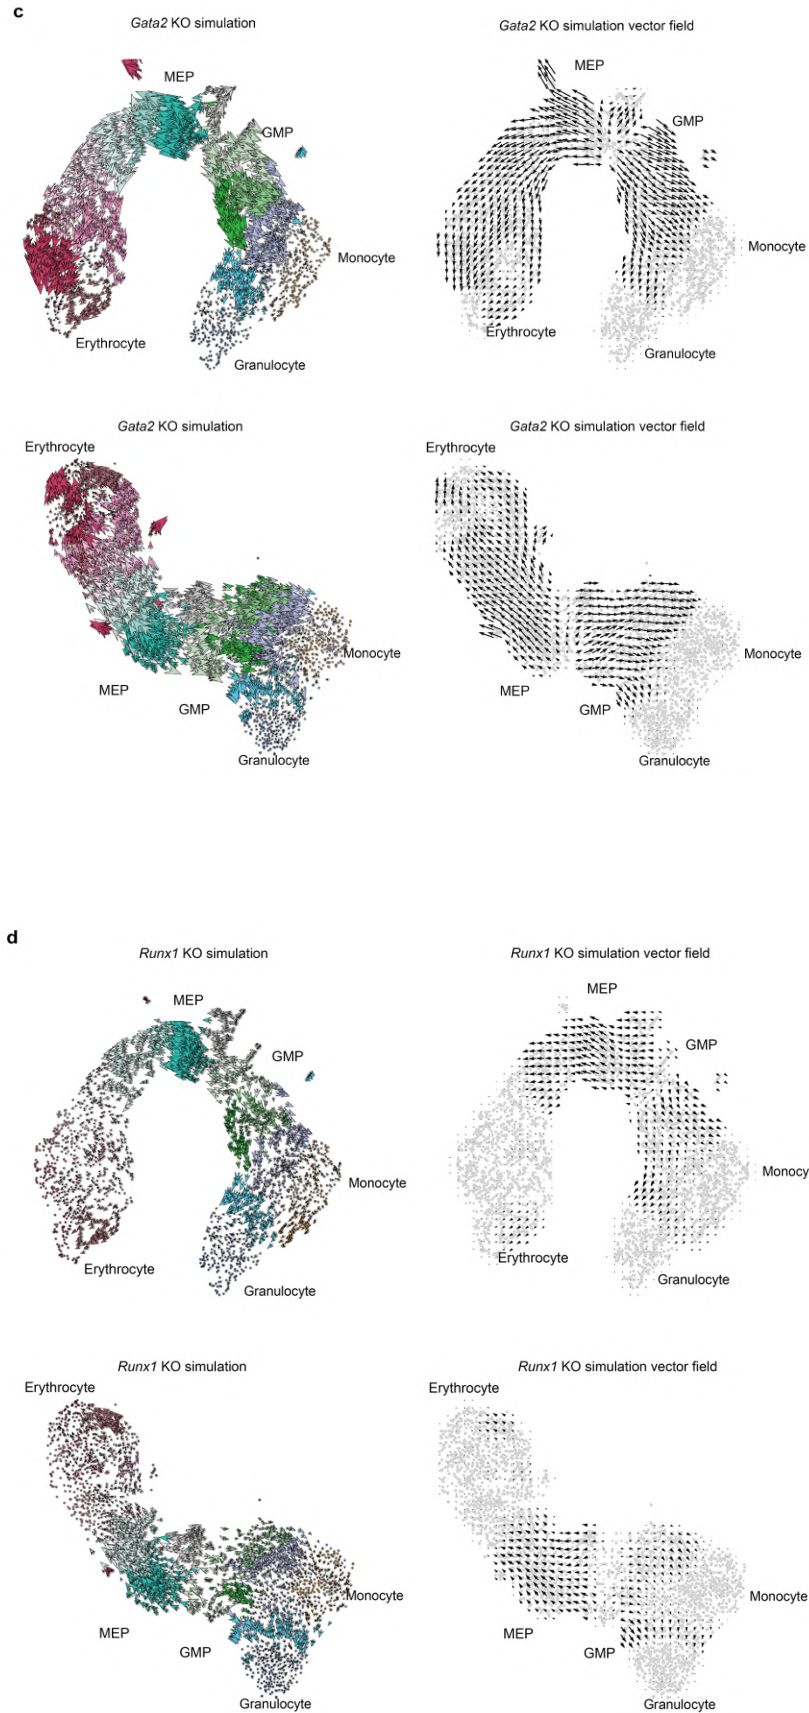 c
Gata2 KO simulation
Gata2 KO simulation vector field
MEP
MEP
GMP
GMP
Monocyte
Monocyte
Erythrocyte
Erythrocyte
Granulocyte
Granulocyte
Gata2 KO simulation
Gata2 KO simulation vector field
Erythrocyte
Erythrocyte
Monocyte
Monocyte
MEP
MEP
GMP
GMP
Granulocyte
Granulocyte
d
Runx1 KO simulation
Runx1 KO simulation vector field
MEP
MEP
GMP
GMP
Monocyte
Monocy
Erythrocyte
Erythrocyte
Granulocyte
Granulocyte
Runx1 KO simulation
Runx1 KO simulation vector field
Erythrocyte
Erythrocyte
Monocyte
Monocyte
MEP
MEP
GMP
GMP
Granulocyte
Granulocyte